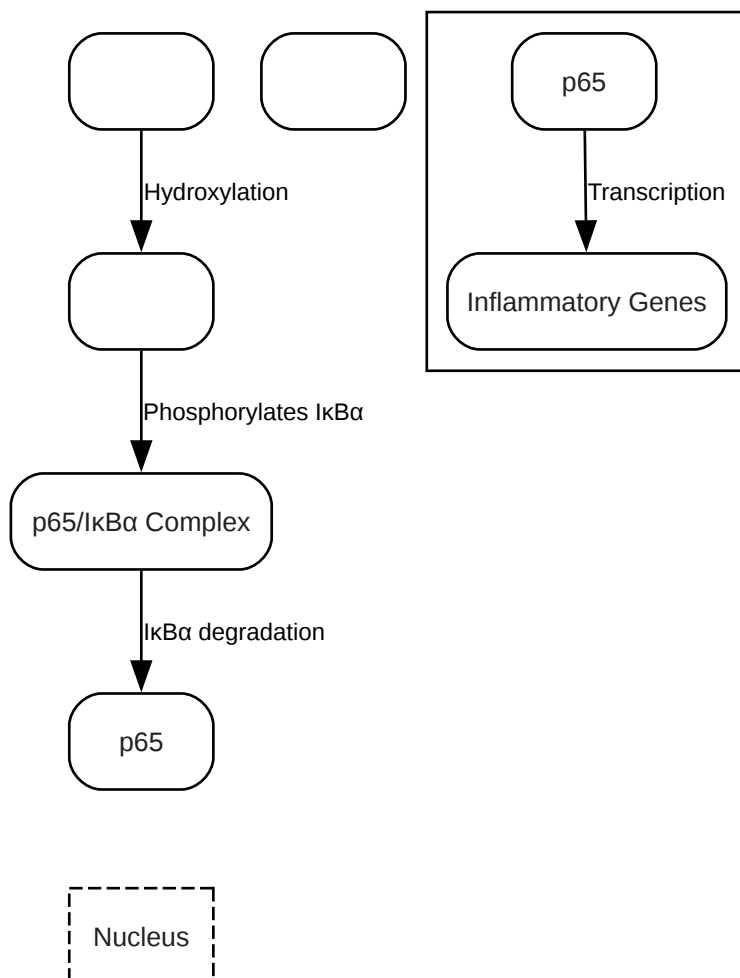 p65
Hydroxylation
Transcription
Inflammatory Genes
Phosphorylates IκBα
p65/IκBα Complex
IκBα degradation
p65
Nucleus